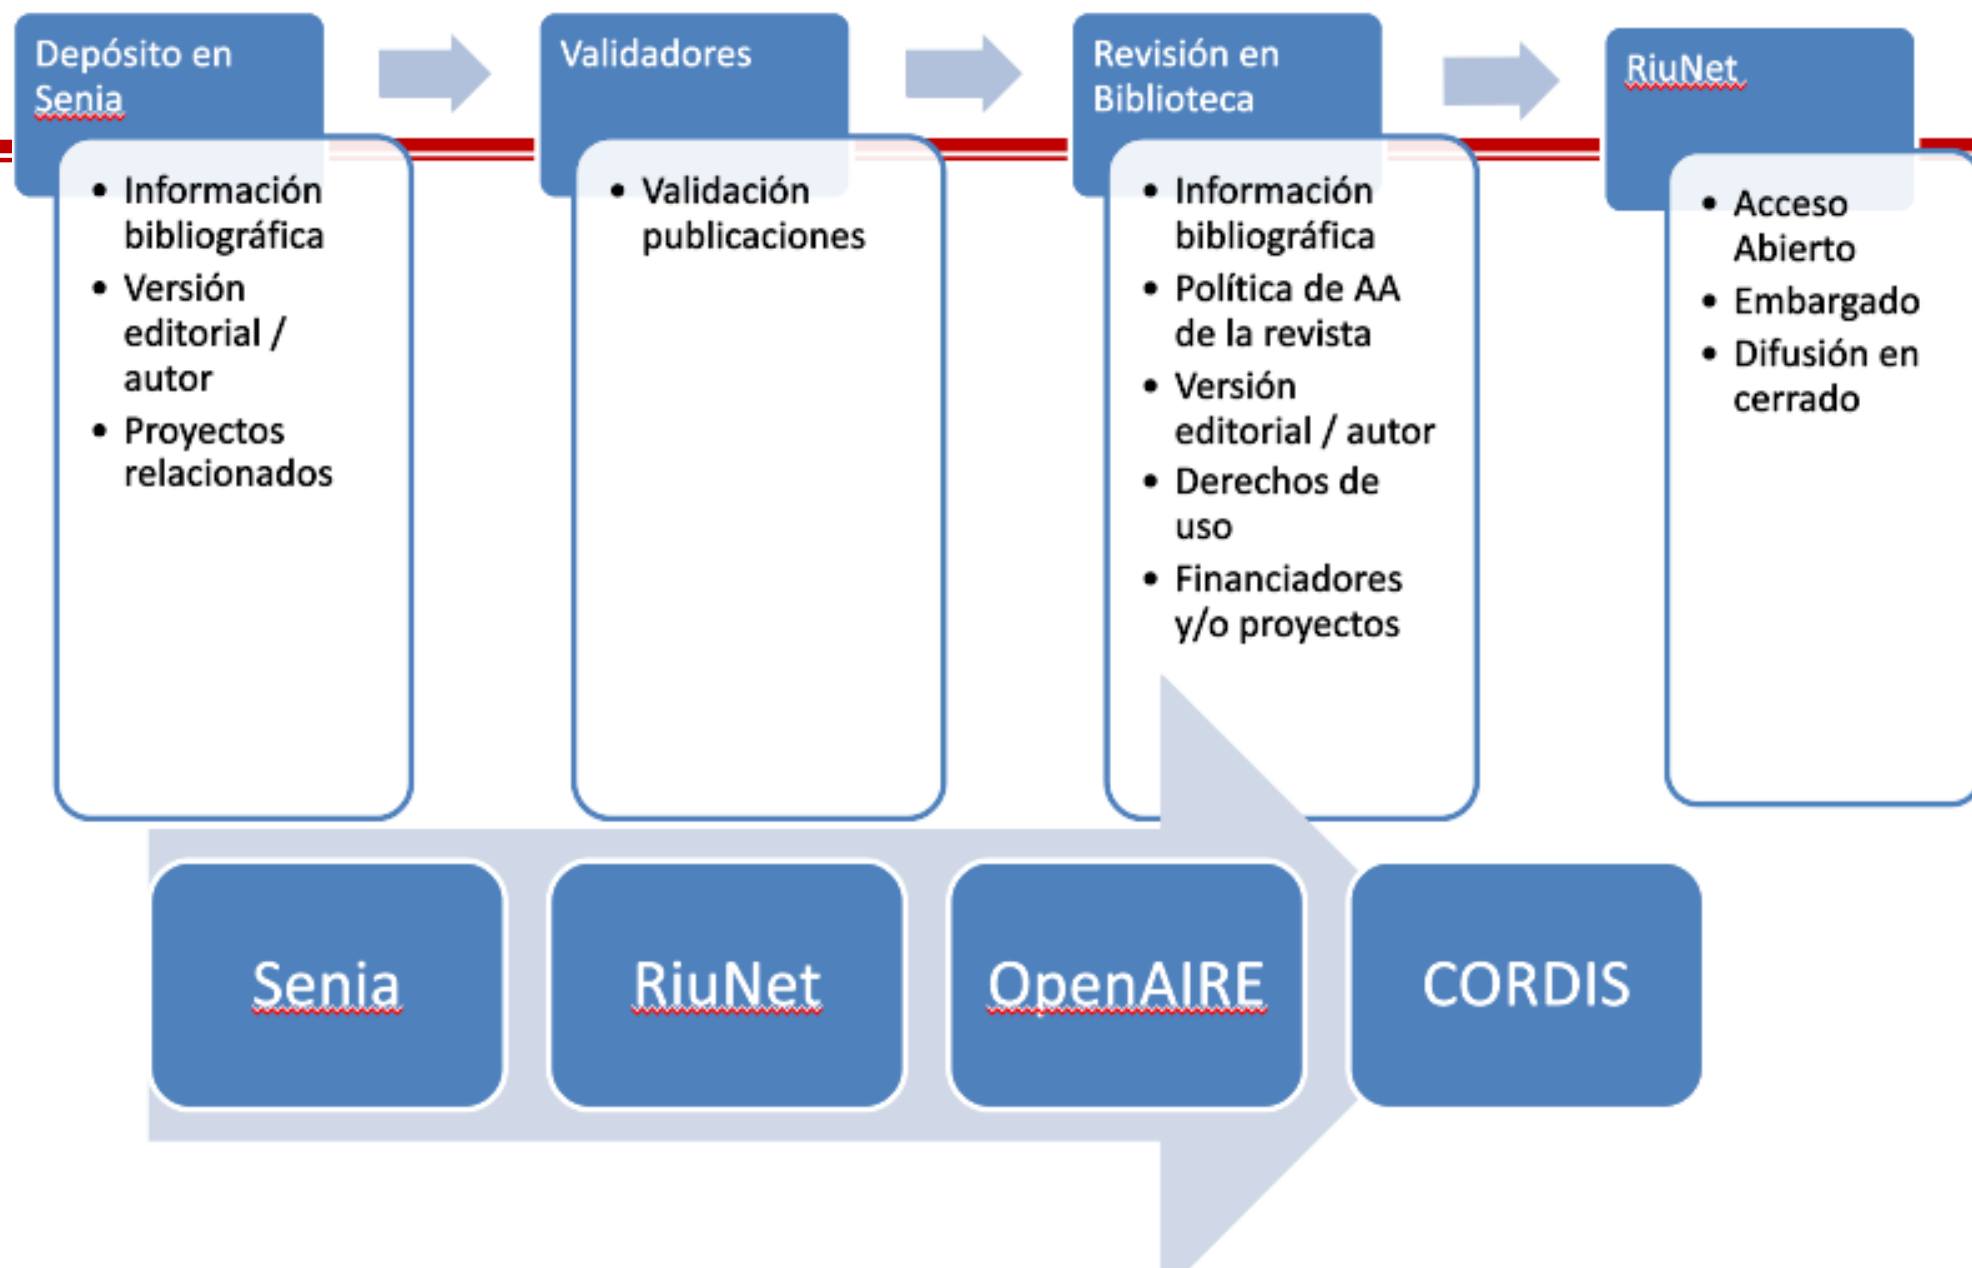 Depósito en
Senia
• Información
bibliográfica
• Versión
editorial /
autor
• Proyectos
relacionados
Validadores
• Validación
publicaciones
Revisión en
Biblioteca
• Información
bibliográfica
• Política de AA
de la revista
• Versión
editorial / autor
• Derechos de
uso
• Financiadores
y/o proyectos
RiuNet
• Acceso
Abierto
• Embargado
• Difusión en
cerrado
Senia
RiuNet
OpenAIRE
CORDIS